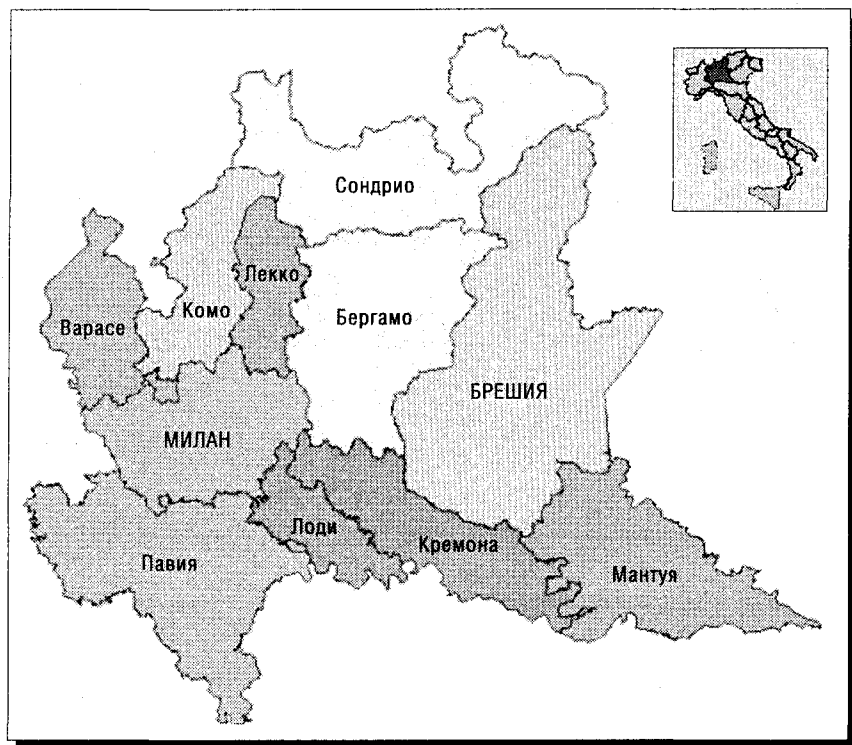 Сондрио
Лекко
Комо
Варасе
Бергамо
БРЕШИЯ
МИЛАН
Лоди
Кремона
Павия
Мантуя